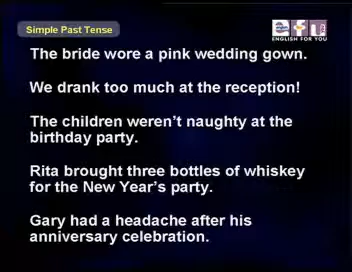 Simple Past Tense
efu
ENGLISH FOR YOU
The bride wore a pink wedding gown.
We drank too much at the reception!
The children weren't naughty at the
birthday party.
Rita brought three bottles of whiskey
for the New Year's party.
Gary had a headache after his
anniversary celebration.